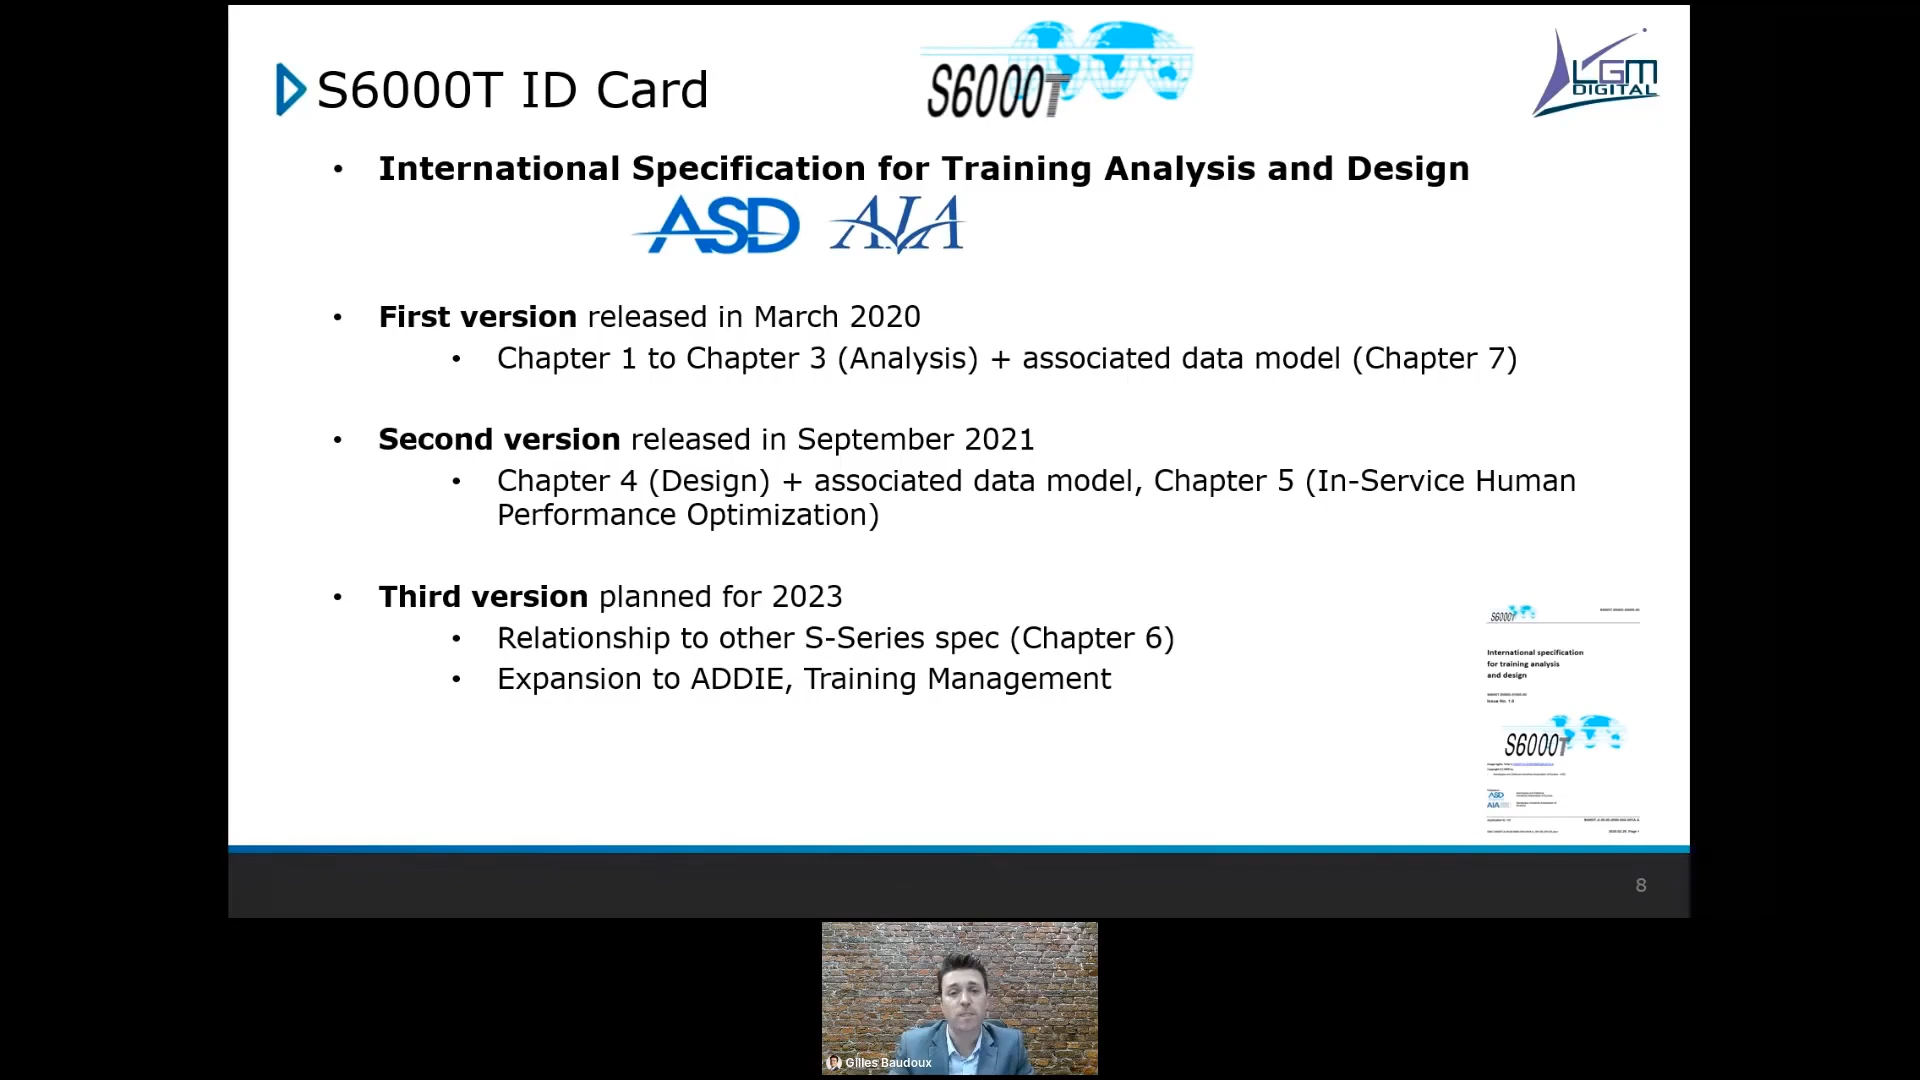 S6000T ID Card
S6000T
LGM
DIGITAL
• International Specification for Training Analysis and Design
ASD AIA
• First version released in March 2020
• Chapter 1 to Chapter 3 (Analysis) + associated data model (Chapter 7)
• Second version released in September 2021
• Chapter 4 (Design) + associated data model, Chapter 5 (In-Service Human
Performance Optimization)
• Third version planned for 2023
• Relationship to other S-Series spec (Chapter 6)
• Expansion to ADDIE, Training Management
S6000T
International specification
for training analysis
and design
Issue No. 1.0
S6000T
ASD
AIA
8
Gilles Baudoux